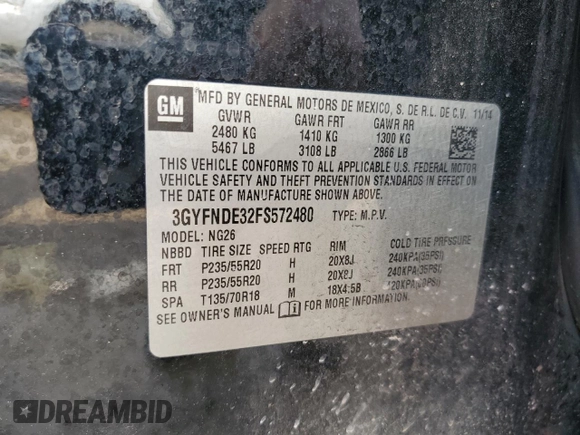 GM
MFD BY GENERAL MOTORS DE MEXICO, S. DE R.L. DE C.V. 11/14
GVWR GAWR FRT GAWR RR
2480 KG 1410 KG 1300 KG
5467 LB 3108 LB 2866 LB
THIS VEHICLE CONFORMS TO ALL APPLICABLE U.S. FEDERAL MOTOR
VEHICLE SAFETY AND THEFT PREVENTION STANDARDS IN EFFECT ON
THE DATE OF MANUFACTURE SHOWN ABOVE.
3GYFNDE32FS572480 TYPE: M.P.V.
MODEL: NG26
NBBD TIRE SIZE SPEED RTG RIM COLD TIRE PRESSURE
FRT P235/55R20 H 20X8J 240KPA(35PSI)
RR P235/55R20 H 20X8J 240KPA(35PSI)
SPA T135/70R18 M 18X4.5B 420KPA(60PSI)
SEE OWNER'S MANUAL FOR MORE INFORMATION.
DREAMBID